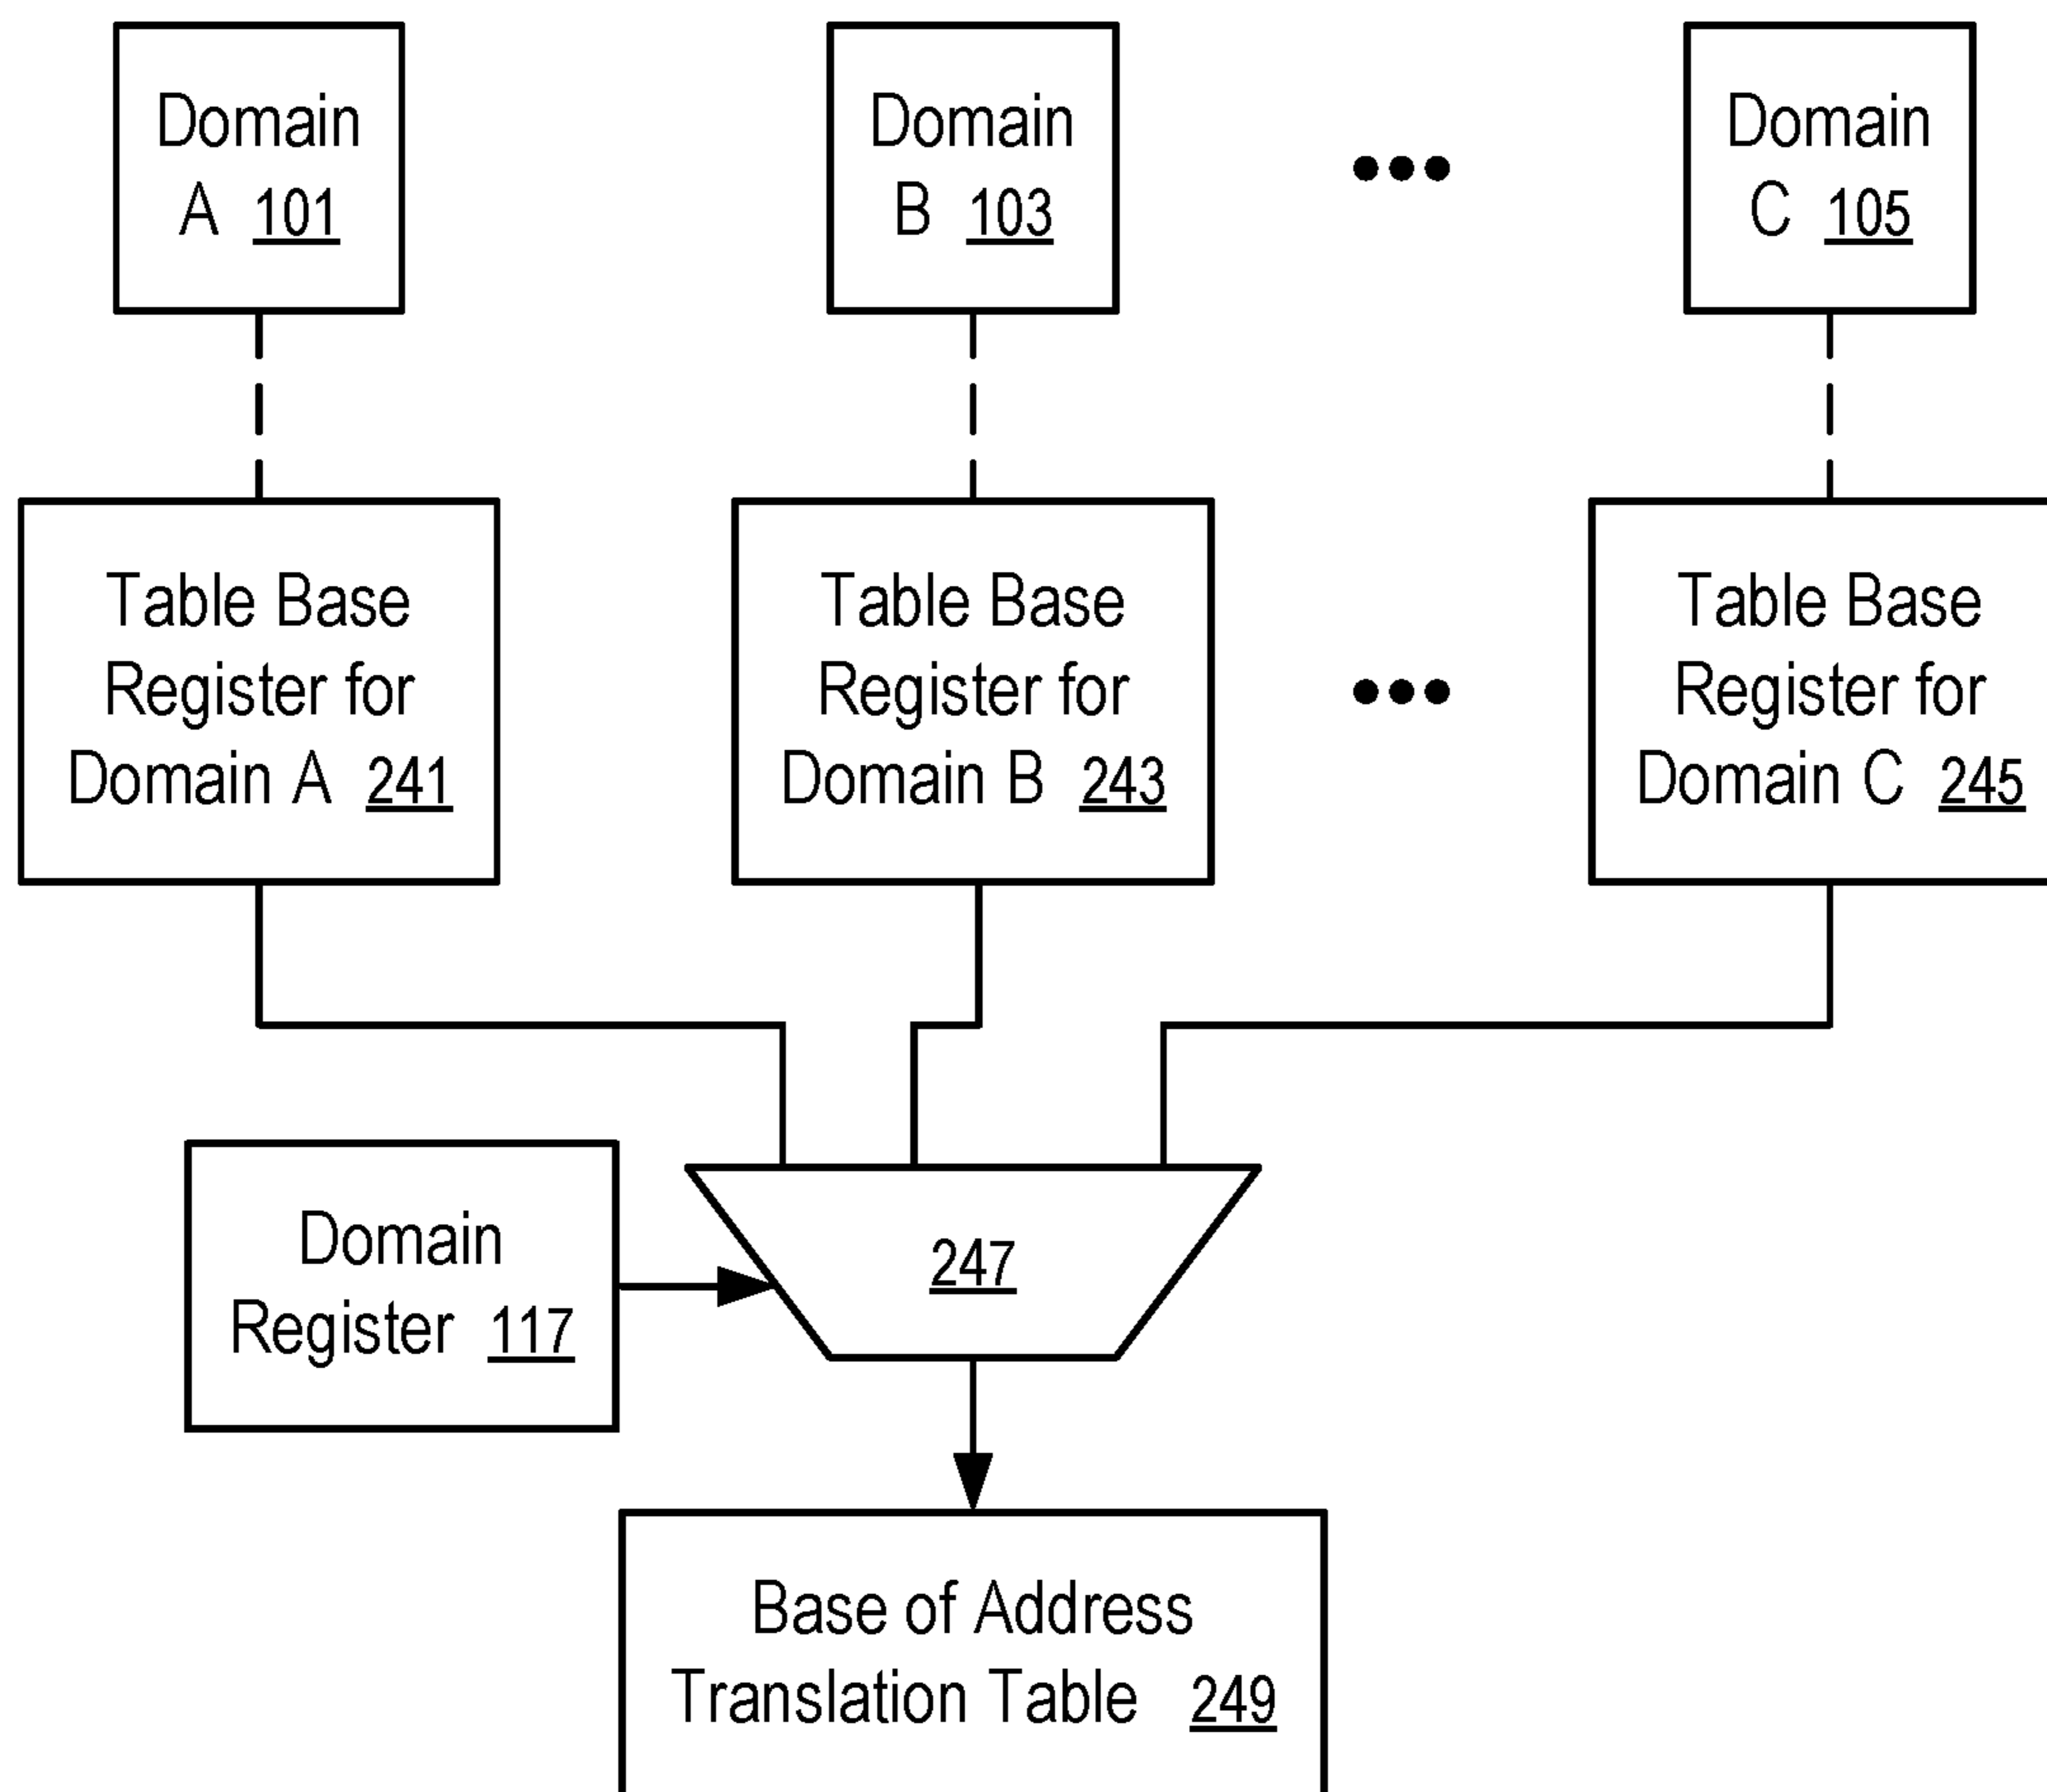 Domain
A 101
Domain
B 103
•••
Domain
C 105
Table Base
Register for
Domain A 241
Table Base
Register for
Domain B 243
•••
Table Base
Register for
Domain C 245
Domain
Register 117
247
Base of Address
Translation Table 249